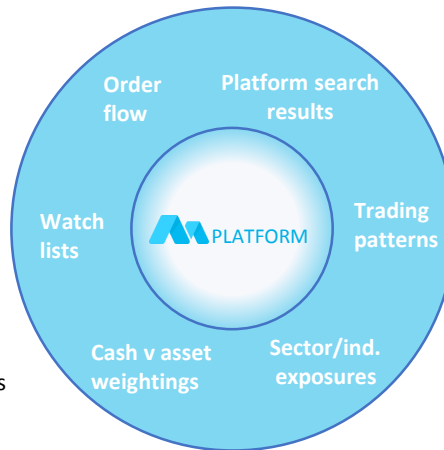 Order
flow
Platform search
results
Watch
lists
PLATFORM
Trading
patterns
Cash v asset
weightings
Sector/ind.
exposures
s